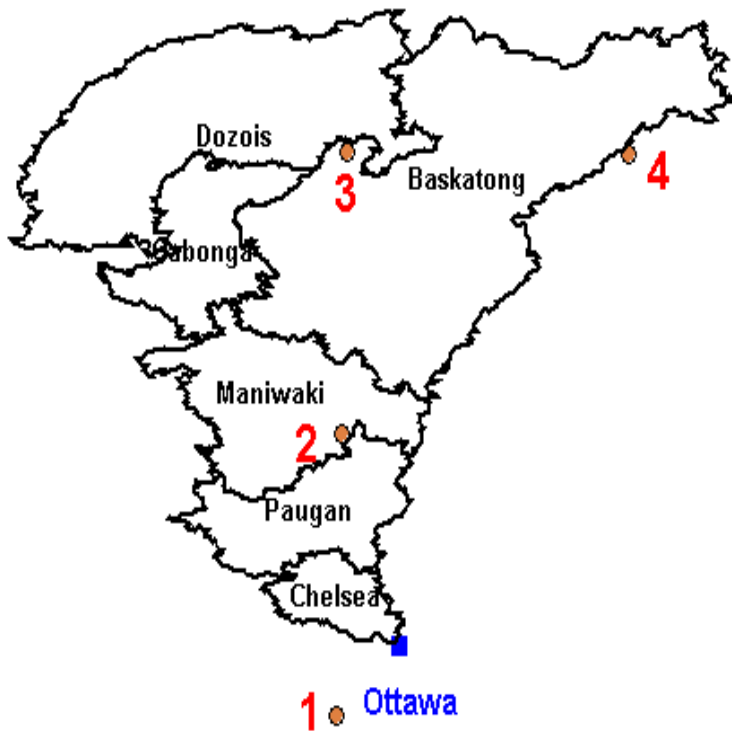 Dozois
3
Baskatong
4
Cabonga
Maniwaki
2
Paugan
Chelsea
1
Ottawa